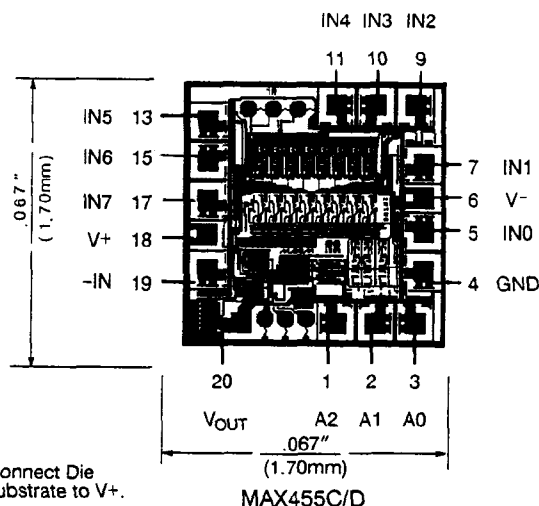 IN4 IN3 IN2
11 10 9
IN5 13
IN6 15
IN7 17
V+ 18
-IN 19
7 IN1
6 V-
5 IN0
4 GND
.067"
(1.70mm)
20 1 2 3
VOUT A2 A1 A0
.067"
(1.70mm)
onnect Die
ubstrate to V+.
MAX455C/D